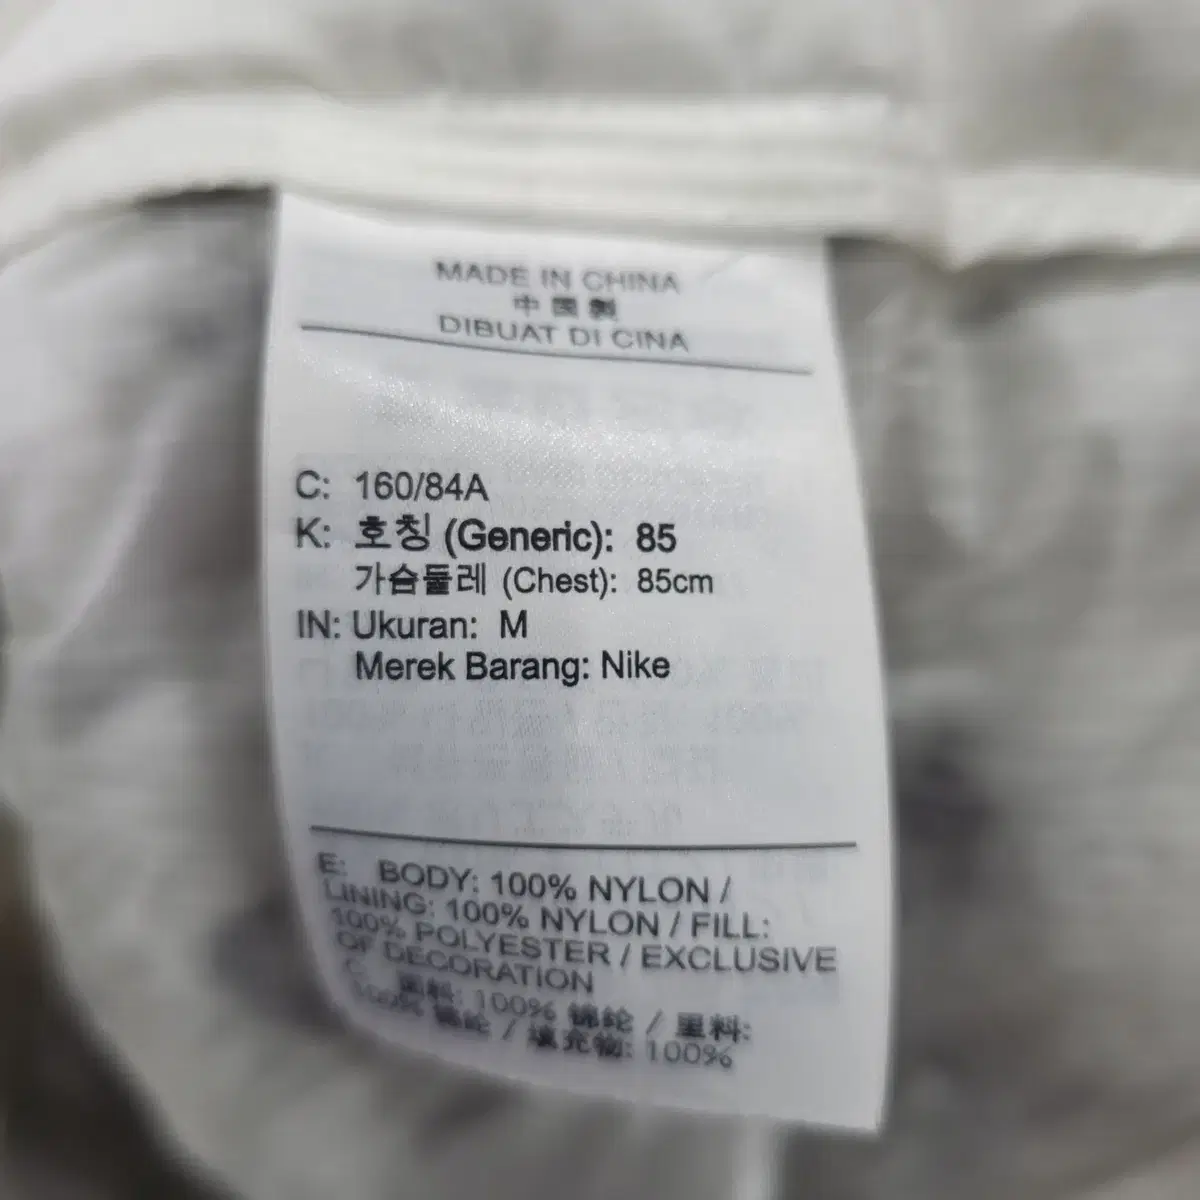 MADE IN CHINA
中国製
DIBUAT DI CINA
C: 160/84A
K: 호칭 (Generic): 85
가슴둘레 (Chest): 85cm
IN: Ukuran: M
Merek Barang: Nike
E: BODY: 100% NYLON /
LINING: 100% NYLON / FILL:
100% POLYESTER / EXCLUSIVE
OF DECORATION
C: 面料: 100% 锦纶 / 里料:
100% 锦纶 / 填充物: 100%